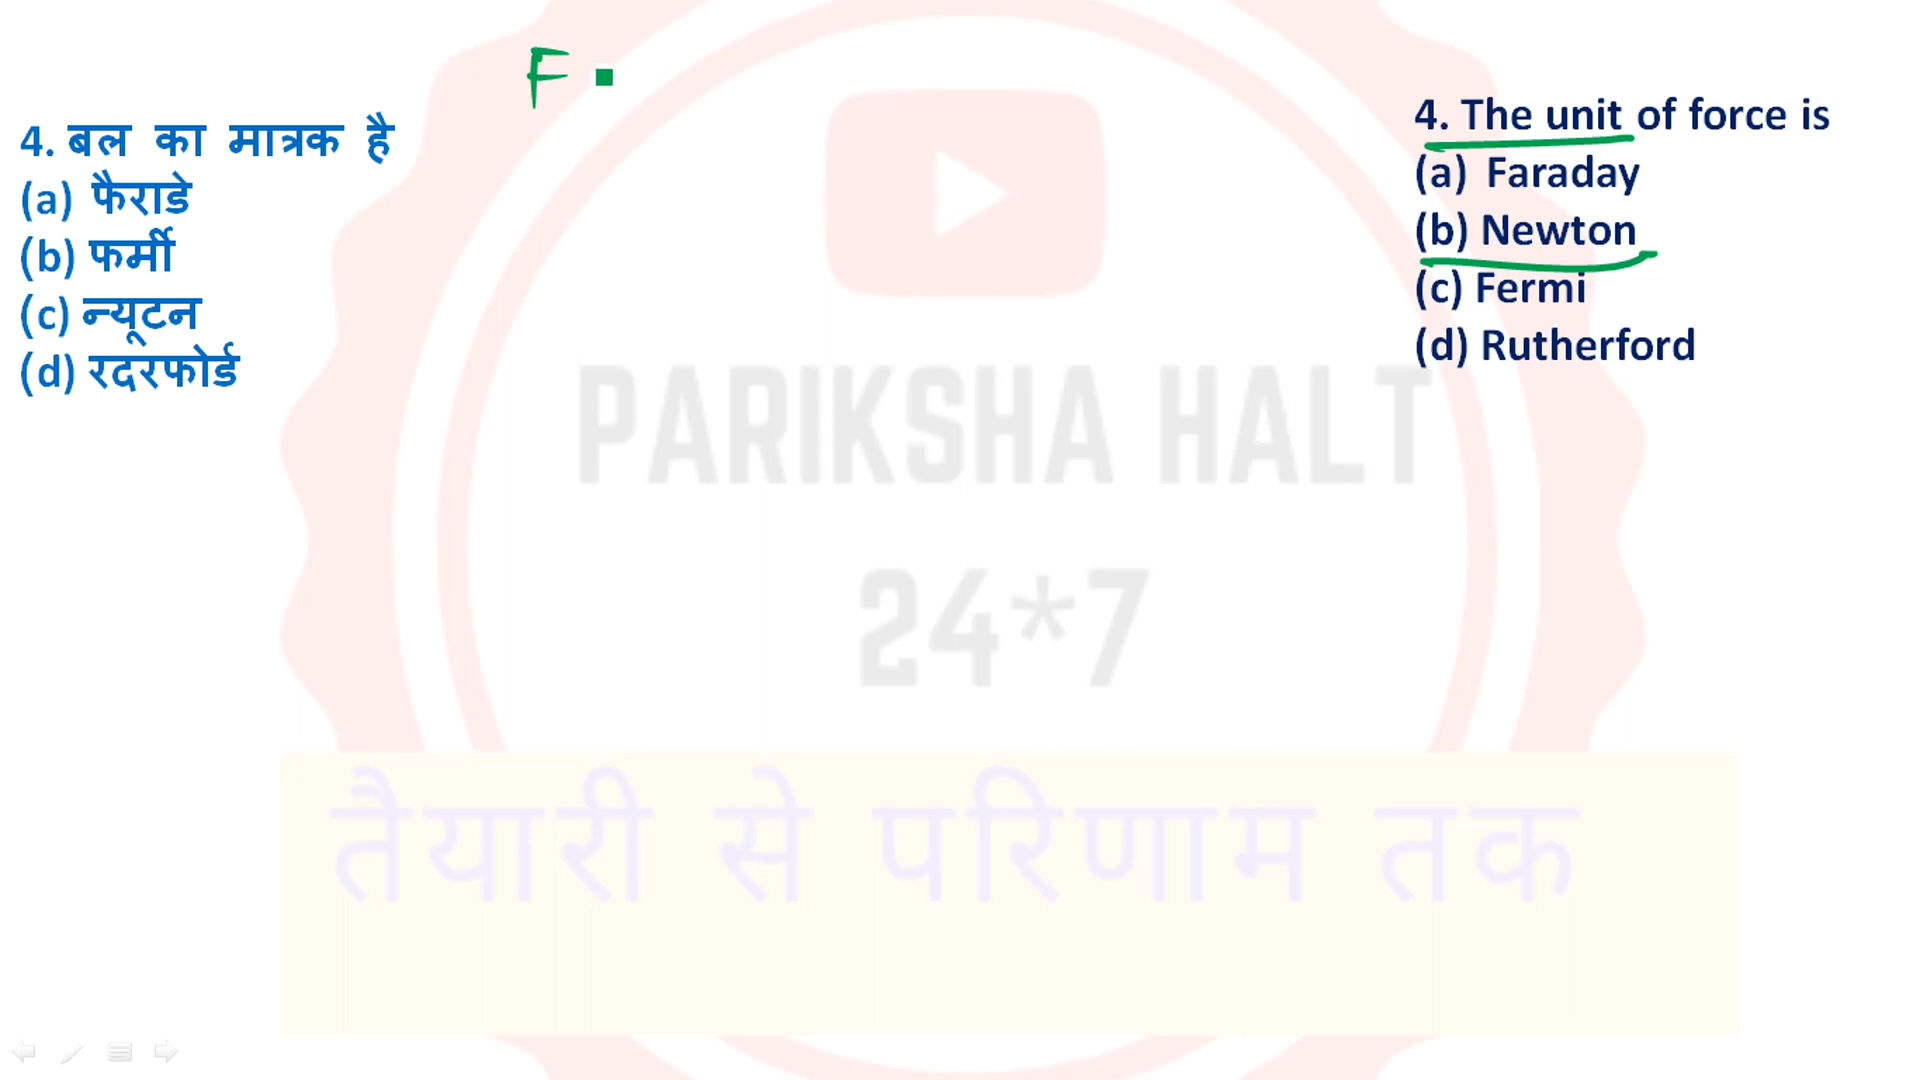 F
4. बल का मात्रक है
(a) फैराडे
(b) फर्मी
(c) न्यूटन
(d) रदरफोर्ड
4. The unit of force is
(a) Faraday
(b) Newton
(c) Fermi
(d) Rutherford
PARIKSHA HALT
24*7
तैयारी से परिणाम तक